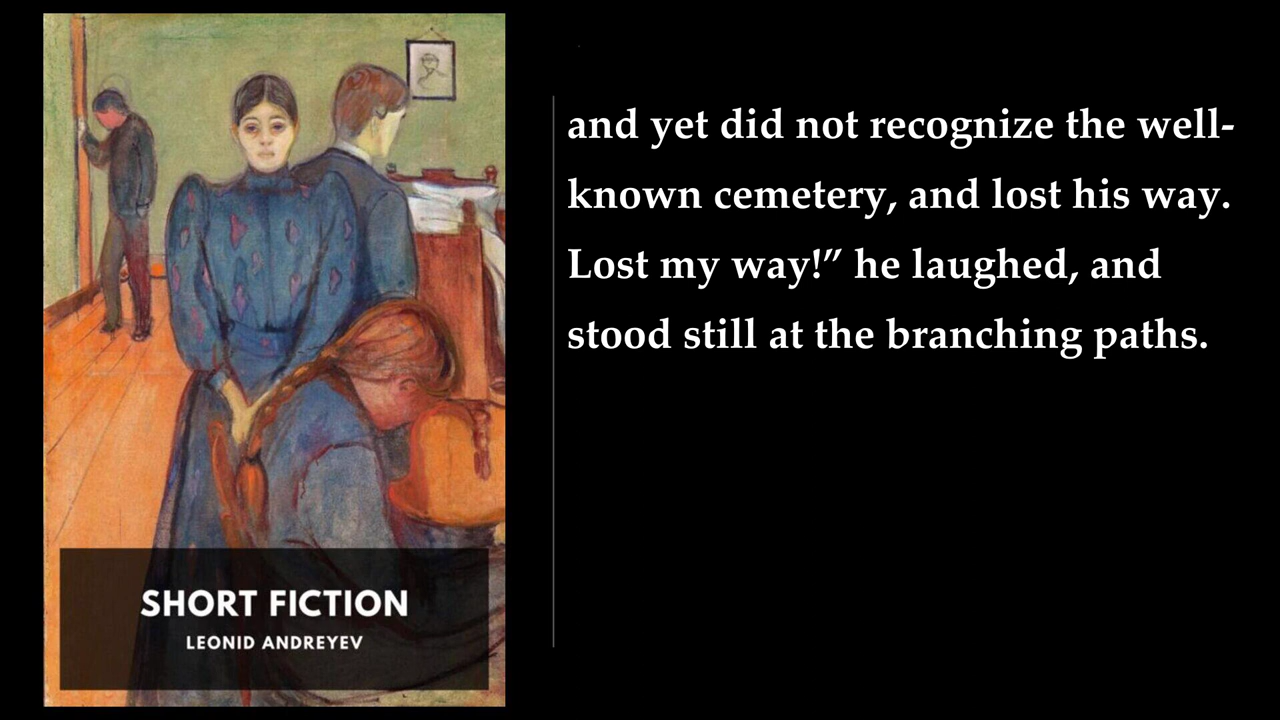 SHORT FICTION
LEONID ANDREYEV
and yet did not recognize the well-
known cemetery, and lost his way.
Lost my way!” he laughed, and
stood still at the branching paths.